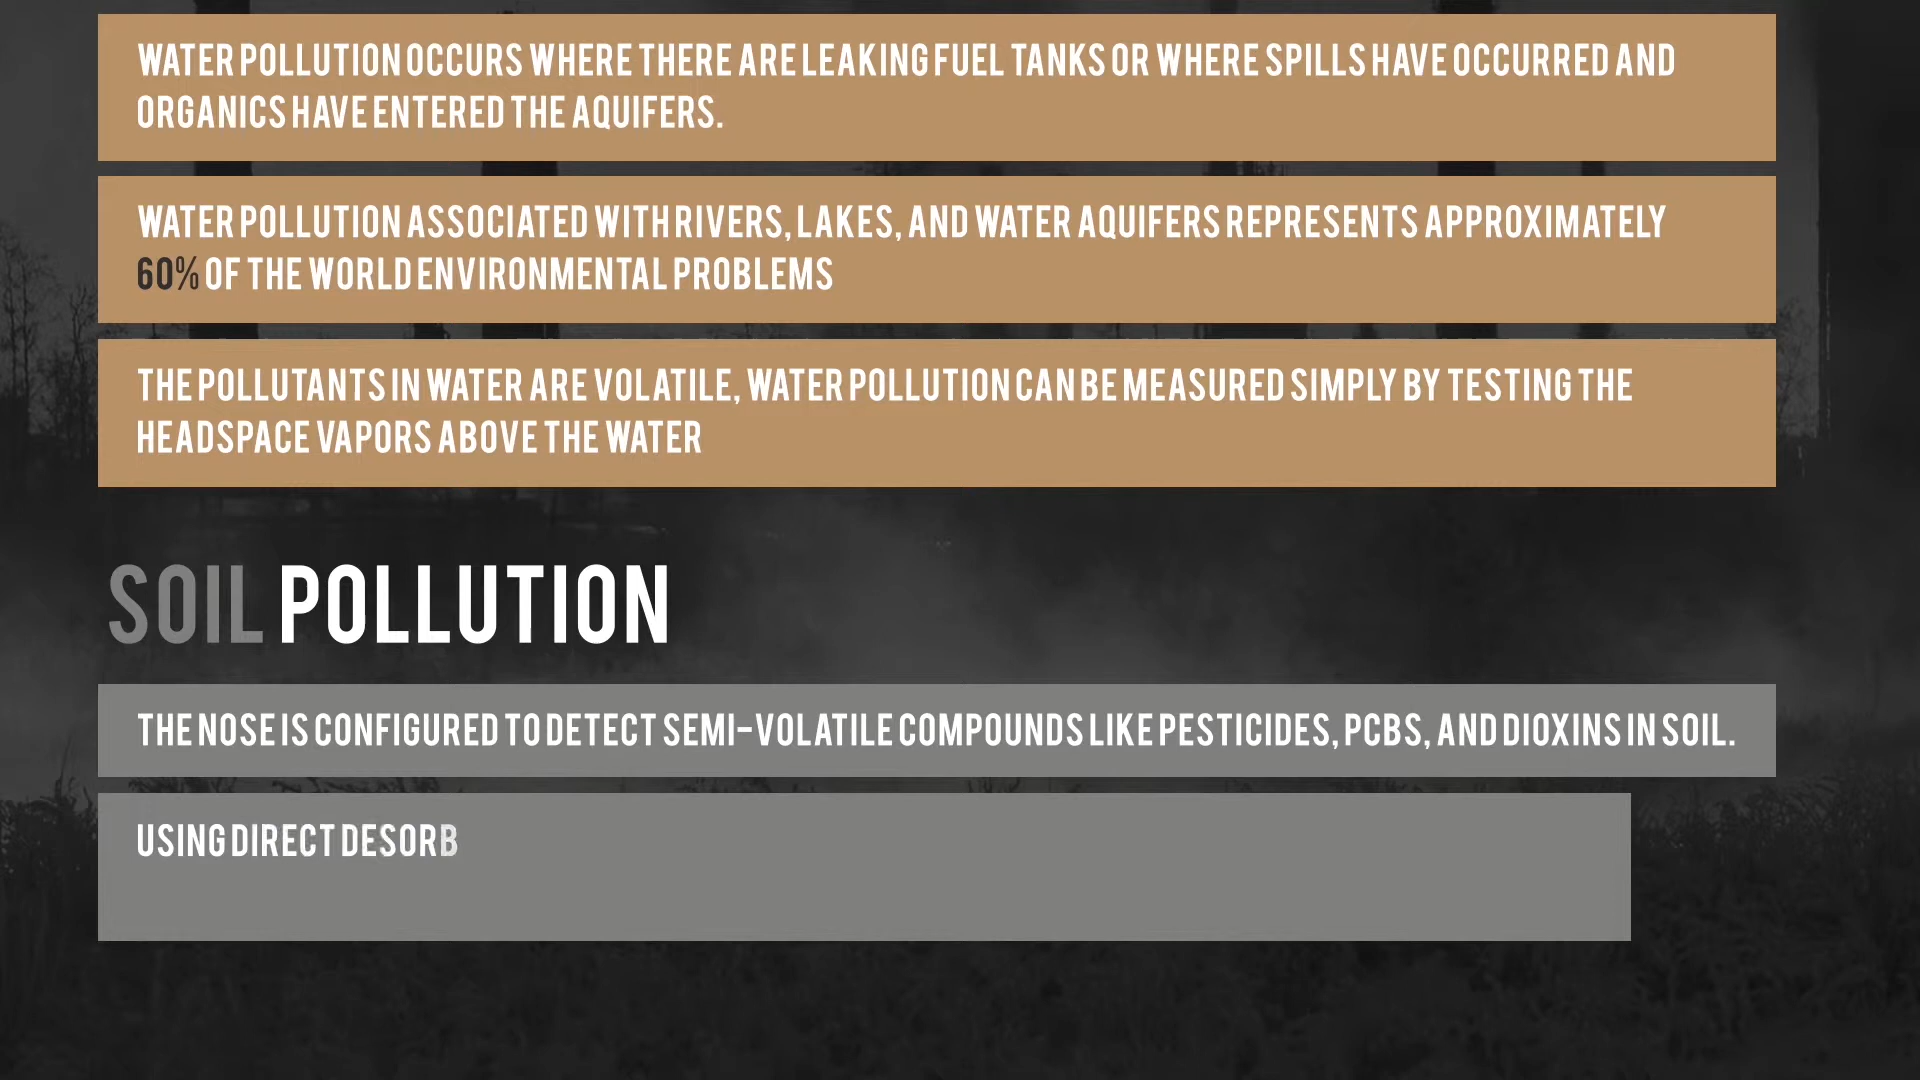 WATER POLLUTION OCCURS WHERE THERE ARE LEAKING FUEL TANKS OR WHERE SPILLS HAVE OCCURRED AND
ORGANICS HAVE ENTERED THE AQUIFERS.
WATER POLLUTION ASSOCIATED WITH RIVERS, LAKES, AND WATER AQUIFERS REPRESENTS APPROXIMATELY
60% OF THE WORLD ENVIRONMENTAL PROBLEMS
THE POLLUTANTS IN WATER ARE VOLATILE, WATER POLLUTION CAN BE MEASURED SIMPLY BY TESTING THE
HEADSPACE VAPORS ABOVE THE WATER
SOIL POLLUTION
THE NOSE IS CONFIGURED TO DETECT SEMI-VOLATILE COMPOUNDS LIKE PESTICIDES, PCBS, AND DIOXINS IN SOIL.
USING DIRECT DESORB